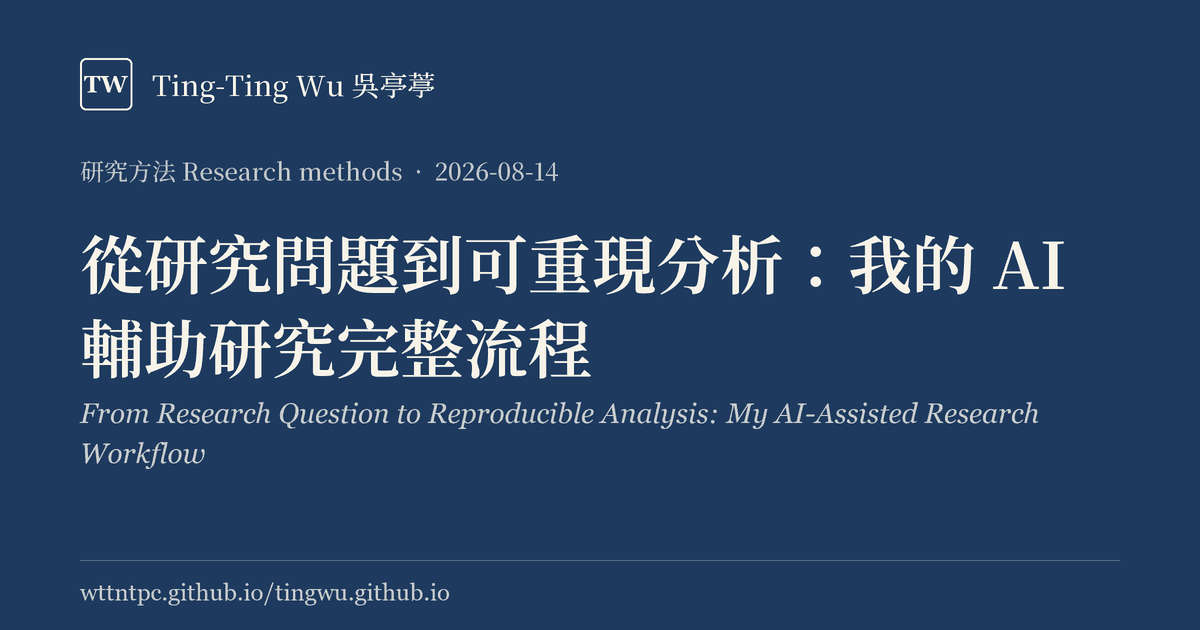 TW
Ting-Ting Wu 吳亭葶
研究方法 Research methods · 2026-08-14
從研究問題到可重現分析：我的 AI
輔助研究完整流程
From Research Question to Reproducible Analysis: My AI-Assisted Research
Workflow
wttntpc.github.io/tingwu.github.io